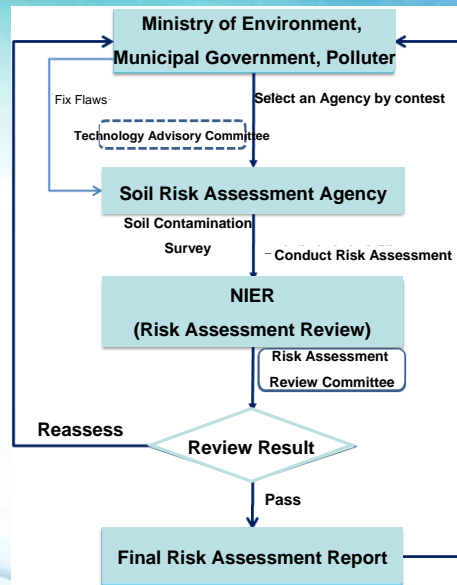 Ministry of Environment,
Municipal Government, Polluter
Fix Flaws
Select an Agency by contest
Technology Advisory Committee
Soil Risk Assessment Agency
Soil Contamination
Survey
Conduct Risk Assessment
NIER
(Risk Assessment Review)
Risk Assessment
Review Committee
Reassess
Review Result
Pass
Final Risk Assessment Report